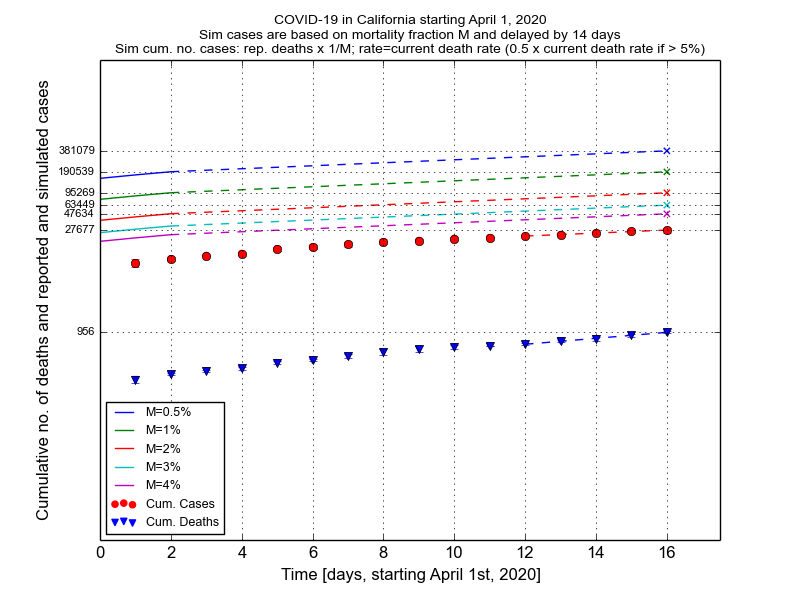 COVID-19 in California starting April 1, 2020
Sim cases are based on mortality fraction M and delayed by 14 days
Sim cum. no. cases: rep. deaths x 1/M; rate=current death rate (0.5 x current death rate if > 5%)
Cumulative no. of deaths and reported and simulated cases
381079
190539
95269
63449
47634
27677
956
M=0.5%
M=1%
M=2%
M=3%
M=4%
Cum. Cases
Cum. Deaths
0 2 4 6 8 10 12 14 16
Time [days, starting April 1st, 2020]